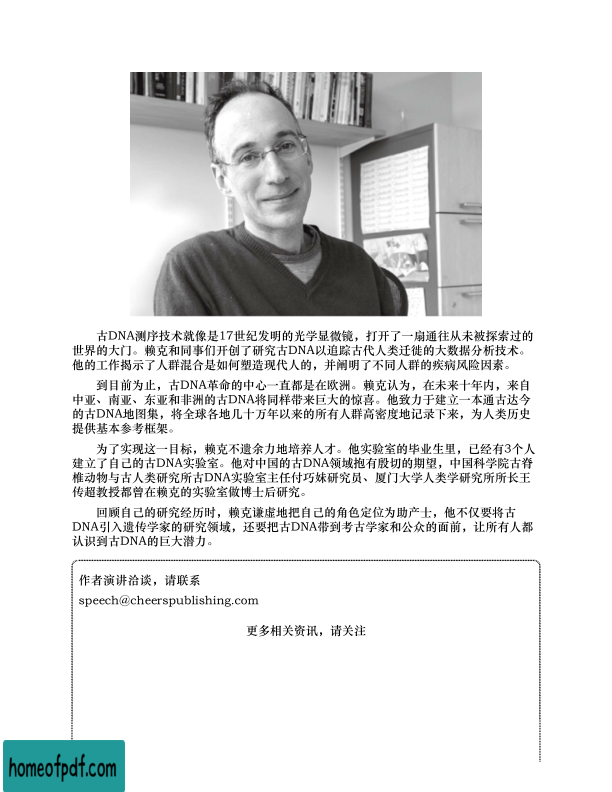 古DNA测序技术就像是17世纪发明的光学显微镜，打开了一扇通往从未被探索过的
世界的大门。赖克和同事们开创了研究古DNA以追踪古代人类迁徙的大数据分析技术。
他的工作揭示了人群混合是如何塑造现代人的，并阐明了不同人群的疾病风险因素。
到目前为止，古DNA革命的中心一直都是在欧洲。赖克认为，在未来十年内，来自
中亚、南亚、东亚和非洲的古DNA将同样带来巨大的惊喜。他致力于建立一本通古达今
的古DNA地图集，将全球各地几十万年以来的所有人群高密度地记录下来，为人类历史
提供基本参考框架。
为了实现这一目标，赖克不遗余力地培养人才。他实验室的毕业生里，已经有3个人
建立了自己的古DNA实验室。他对中国的古DNA领域抱有殷切的期望，中国科学院古脊
椎动物与古人类研究所古DNA实验室主任付巧妹研究员、厦门大学人类学研究所所长王
传超教授都曾在赖克的实验室做博士后研究。
回顾自己的研究经历时，赖克谦虚地把自己的角色定位为助产士，他不仅要将古
DNA引入遗传学家的研究领域，还要把古DNA带到考古学家和公众的面前，让所有人都
认识到古DNA的巨大潜力。
作者演讲洽谈，请联系
speech@cheerspublishing.com
更多相关资讯，请关注
homeofpdf.com